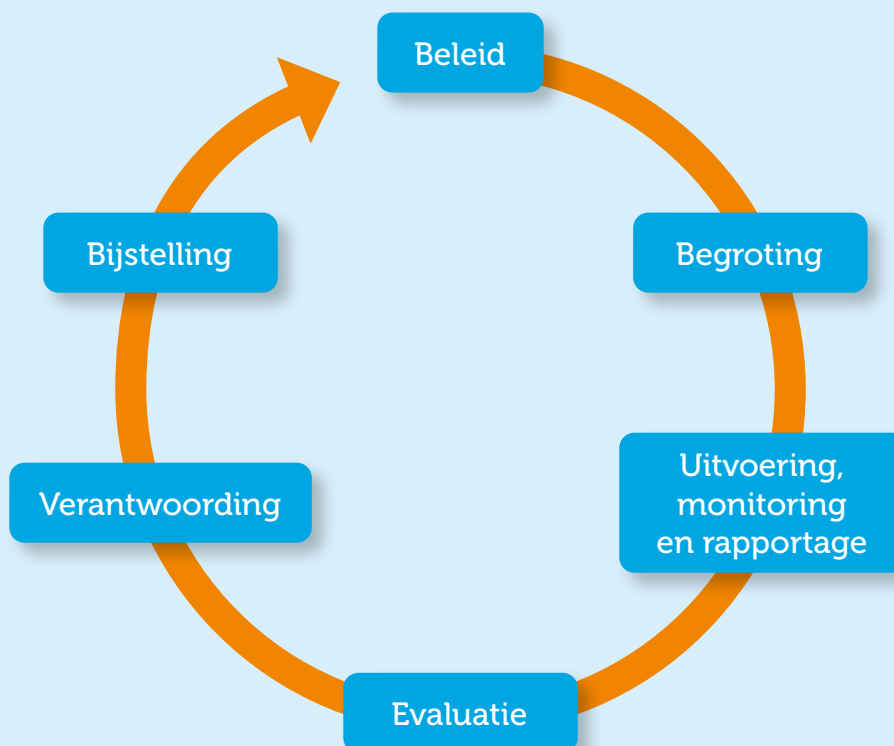 Beleid
Begroting
Uitvoering,
monitoring
en rapportage
Evaluatie
Verantwoording
Bijstelling